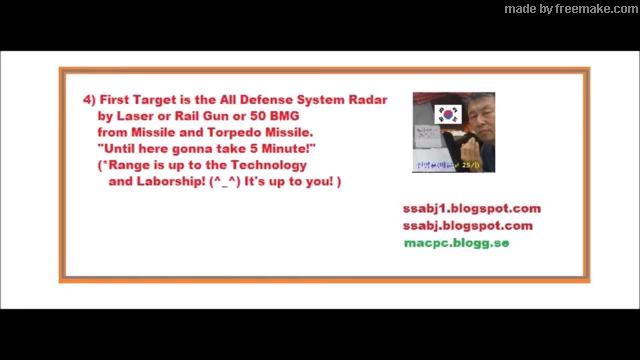 made by freemake.com
4) First Target is the All Defense System Radar
by Laser or Rail Gun or 50 BMG
from Missile and Torpedo Missile.
"Until here gonna take 5 Minute!"
(*Range is up to the Technology
and Laborship! (^_^) It's up to you! )
ssabj1.blogspot.com
ssabj.blogspot.com
macpc.blogg.se